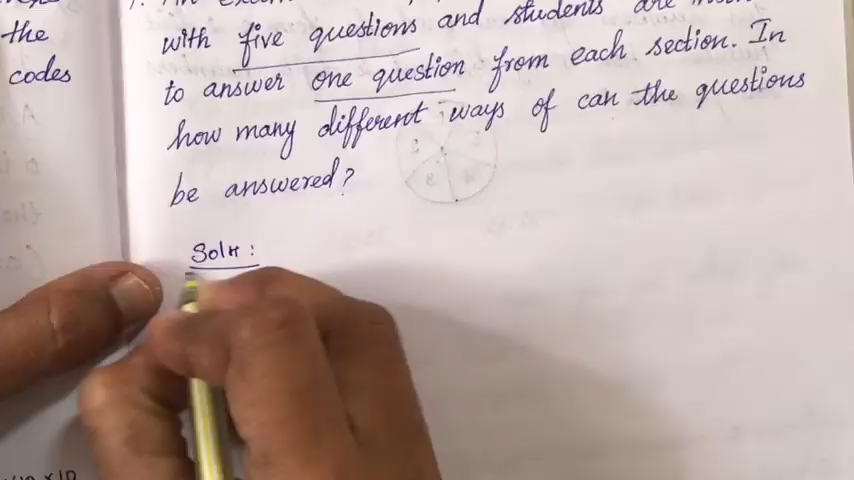 the
codes
with five questions and students are
to answer one question from each section. In
how many different ways of can the questions
be answered?
Soln: